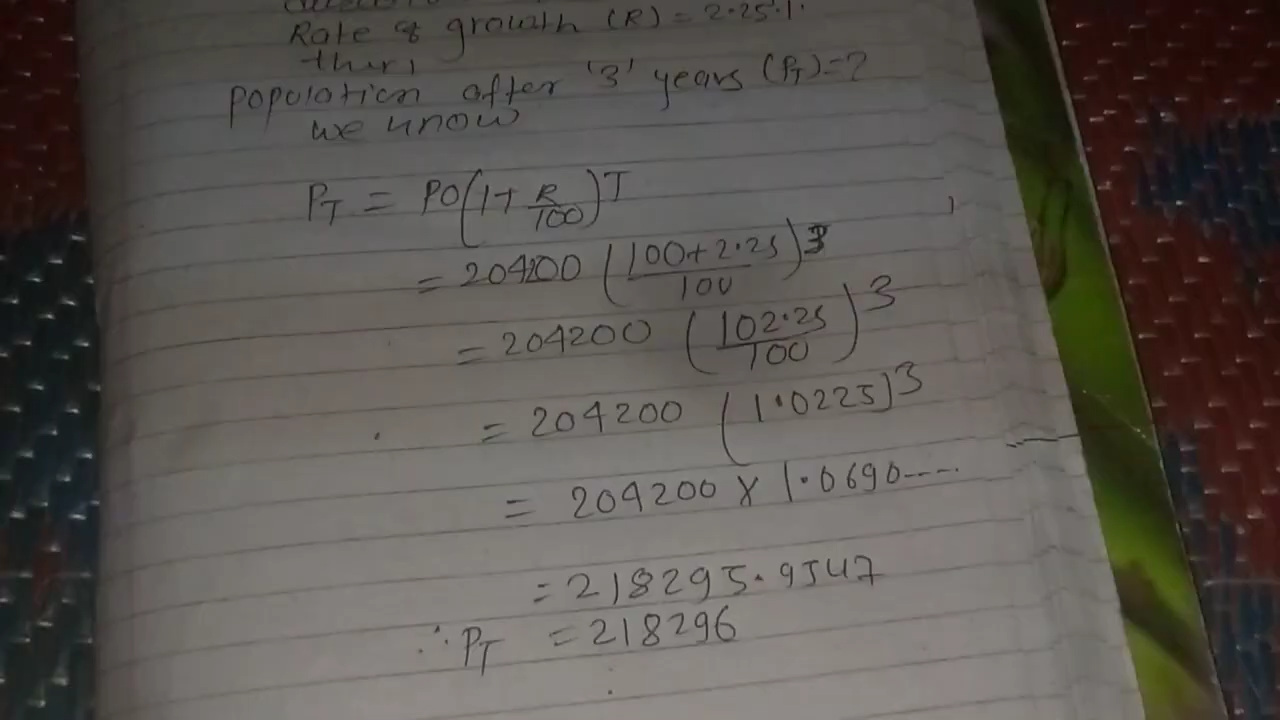 Rate of growth (R) = 2.25%.
then,
Population after '3' years (PT) = ?
we know
PT = PO(1+ R/100)T
= 204200 (100+2.25/100)3
= 204200 (102.25/100)3
= 204200 (1.0225)3
= 204200 x 1.0690----
= 218295.9547
∴ PT = 218296